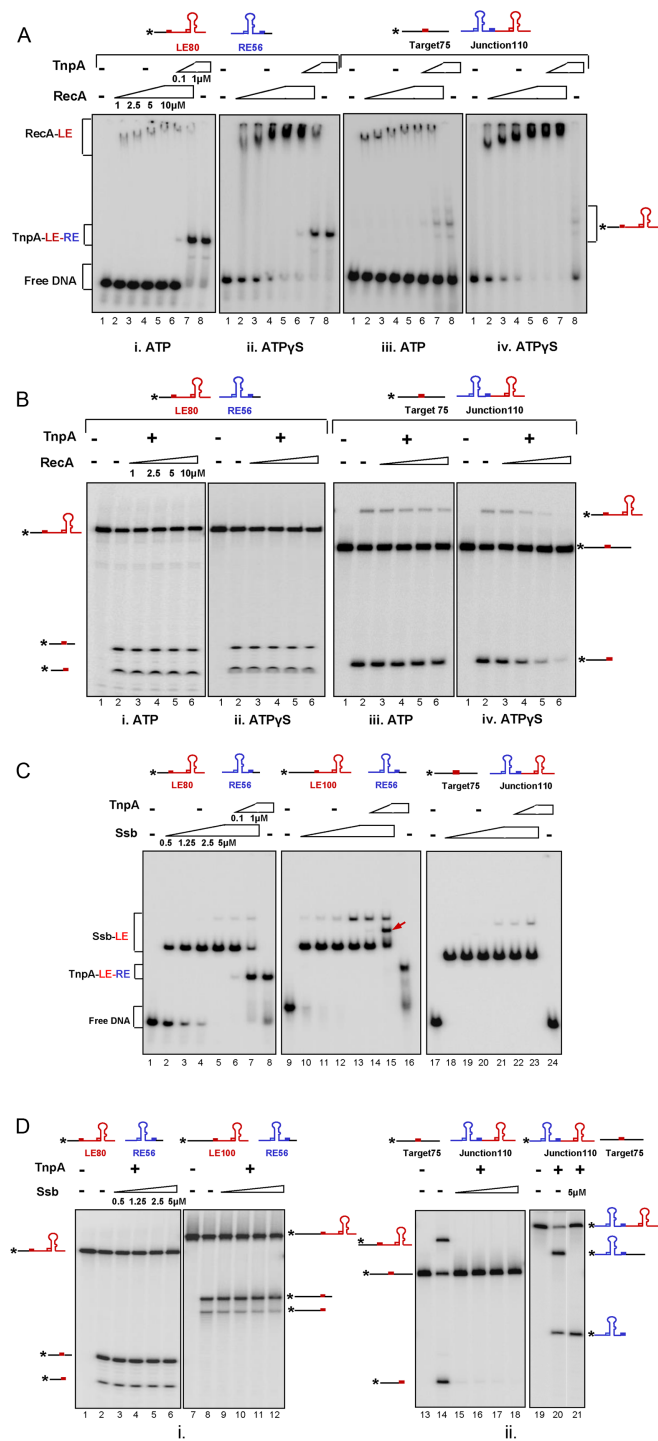 A
* LE80 RE56 * Target75 Junction110
TnpA - - - - - - - -
0.1 1μM
RecA - - - - - - - -
1 2.5 5 10μM
RecA-LE
TnpA-LE-RE
*
Free DNA
1 2 3 4 5 6 7 8 1 2 3 4 5 6 7 8 1 2 3 4 5 6 7 8 1 2 3 4 5 6 7 8
i. ATP ii. ATPγS iii. ATP iv. ATPγS
B
* LE80 RE56 * Target 75 Junction110
TnpA - + - + - + - +
RecA - - - - - - - -
1 2.5 5 10μM
*
*
*
*
*
*
1 2 3 4 5 6 1 2 3 4 5 6 1 2 3 4 5 6 1 2 3 4 5 6
i. ATP ii. ATPγS iii. ATP iv. ATPγS
C
* * *
LE80 RE56 LE100 RE56 Target75 Junction110
TnpA - - - - - -
0.1 1μM
Ssb - - - - - -
0.5 1.25 2.5 5μM
Ssb-LE
TnpA-LE-RE
Free DNA
1 2 3 4 5 6 7 8 9 10 11 12 13 14 15 16 17 18 19 20 21 22 23 24
D
* * * *
LE80 RE56 LE100 RE56 Target75 Junction110 Junction110 Target75
TnpA - + - + - + - + +
Ssb - - - - - - - - 5μM
0.5 1.25 2.5 5μM
*
*
*
*
*
*
*
*
*
*
*
*
1 2 3 4 5 6 7 8 9 10 11 12 13 14 15 16 17 18 19 20 21
i. ii.